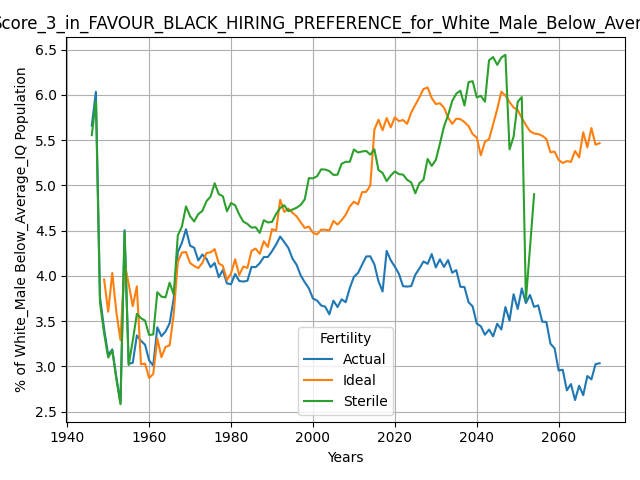 Score_3_in_FAVOUR_BLACK_HIRING_PREFERENCE_for_White_Male_Below_Aver
% of White_Male Below_Average_IQ Population
6.5
6.0
5.5
5.0
4.5
4.0
3.5
3.0
2.5
1940
1960
1980
2000
2020
2040
2060
Years
Fertility
Actual
Ideal
Sterile